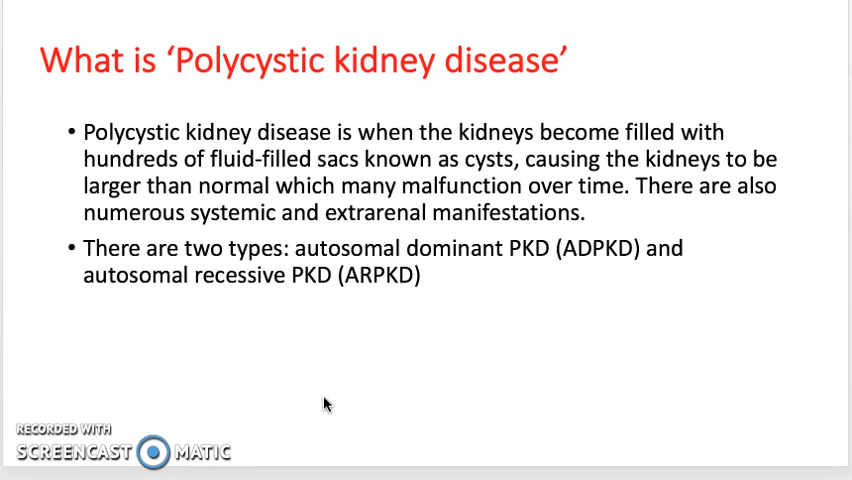 What is ‘Polycystic kidney disease’
• Polycystic kidney disease is when the kidneys become filled with
hundreds of fluid-filled sacs known as cysts, causing the kidneys to be
larger than normal which many malfunction over time. There are also
numerous systemic and extrarenal manifestations.
• There are two types: autosomal dominant PKD (ADPKD) and
autosomal recessive PKD (ARPKD)
RECORDED WITH
SCREENCAST MATIC